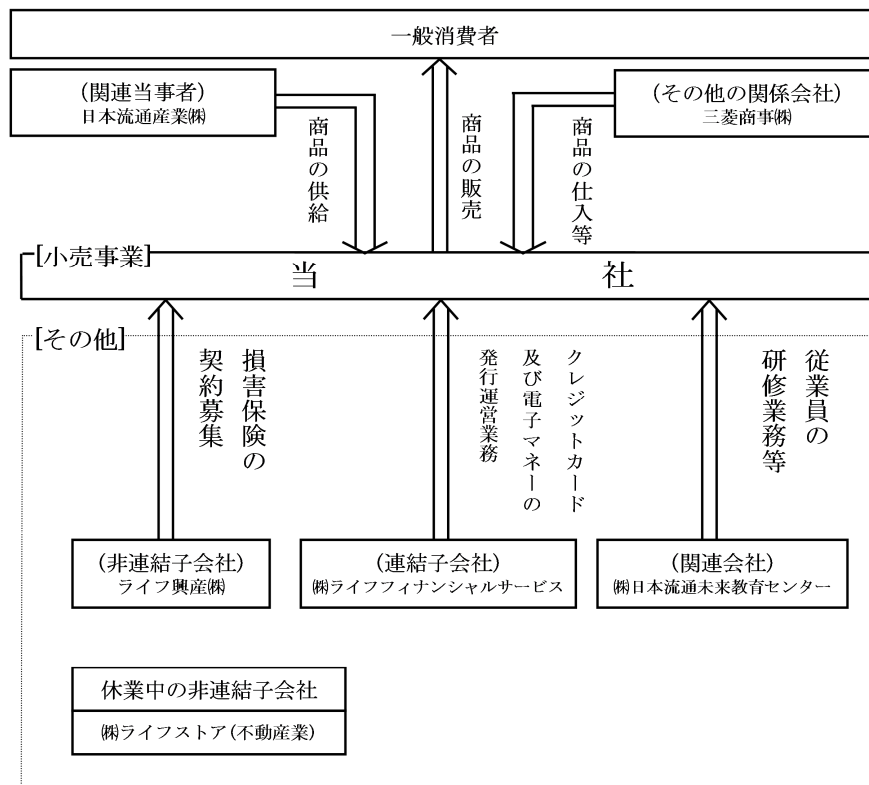 一般消費者
(関連当事者)
日本流通産業㈱
(その他の関係会社)
三菱商事㈱
商品の供給
商品の販売
商品の仕入等
[小売事業]
当社
[その他]
損害保険の
契約募集
クレジットカード
及び電子マネーの
発行運営業務
従業員の
研修業務等
(非連結子会社)
ライフ興産㈱
(連結子会社)
㈱ライフフィナンシャルサービス
(関連会社)
㈱日本流通未来教育センター
休業中の非連結子会社
㈱ライフストア(不動産業)